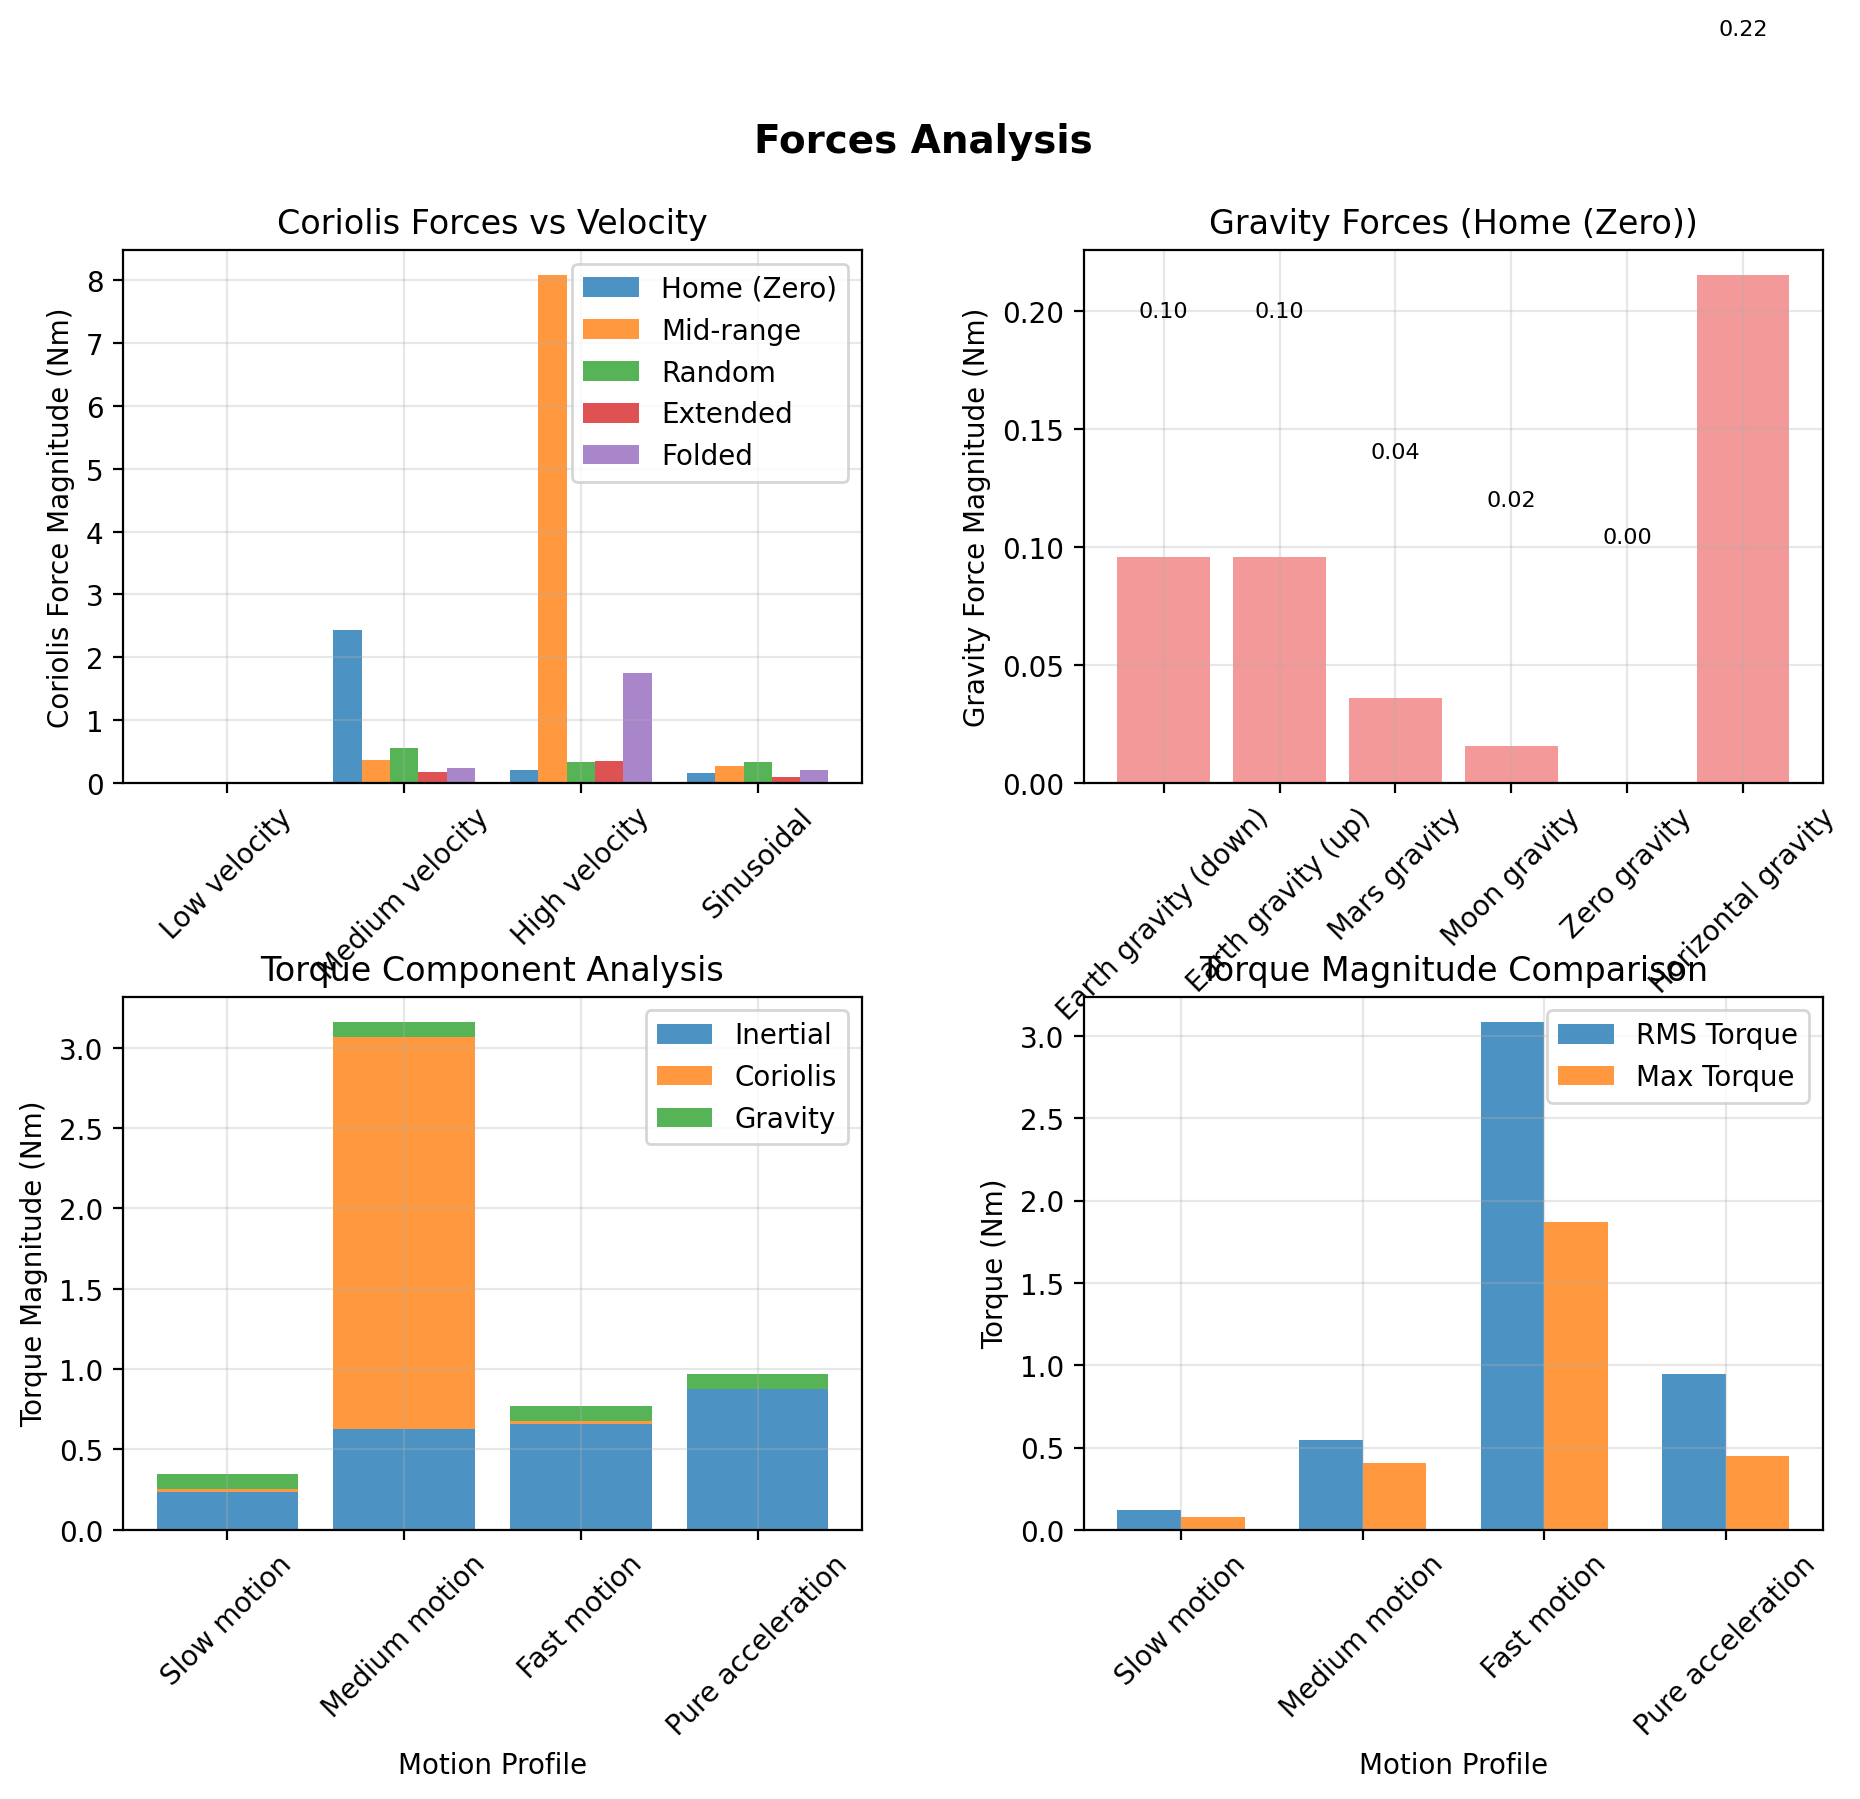 0.22
Forces Analysis
Coriolis Forces vs Velocity
Coriolis Force Magnitude (Nm)
8
7
6
5
4
3
2
1
0
Home (Zero)
Mid-range
Random
Extended
Folded
Low velocity
Medium velocity
High velocity
Sinusoidal
Gravity Forces (Home (Zero))
Gravity Force Magnitude (Nm)
0.20
0.15
0.10
0.05
0.00
0.10
0.10
0.04
0.02
0.00
Earth gravity (down)
Earth gravity (up)
Mars gravity
Moon gravity
Zero gravity
Horizontal gravity
Torque Component Analysis
Torque Magnitude (Nm)
3.0
2.5
2.0
1.5
1.0
0.5
0.0
Inertial
Coriolis
Gravity
Slow motion
Medium motion
Fast motion
Pure acceleration
Motion Profile
Torque Magnitude Comparison
Torque (Nm)
3.0
2.5
2.0
1.5
1.0
0.5
0.0
RMS Torque
Max Torque
Slow motion
Medium motion
Fast motion
Pure acceleration
Motion Profile